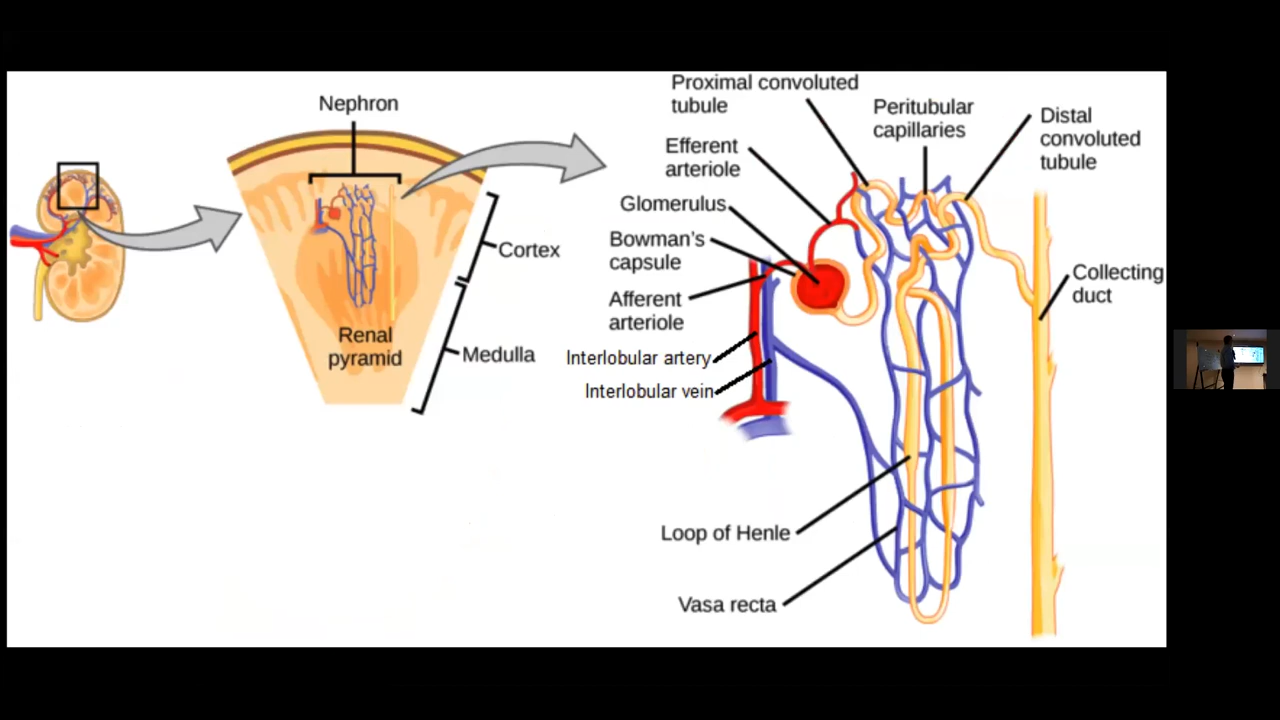 Nephron
Cortex
Renal
pyramid
Medulla
Proximal convoluted
tubule
Peritubular
capillaries
Distal
convoluted
tubule
Efferent
arteriole
Glomerulus
Bowman's
capsule
Afferent
arteriole
Collecting
duct
Interlobular artery
Interlobular vein
Loop of Henle
Vasa recta